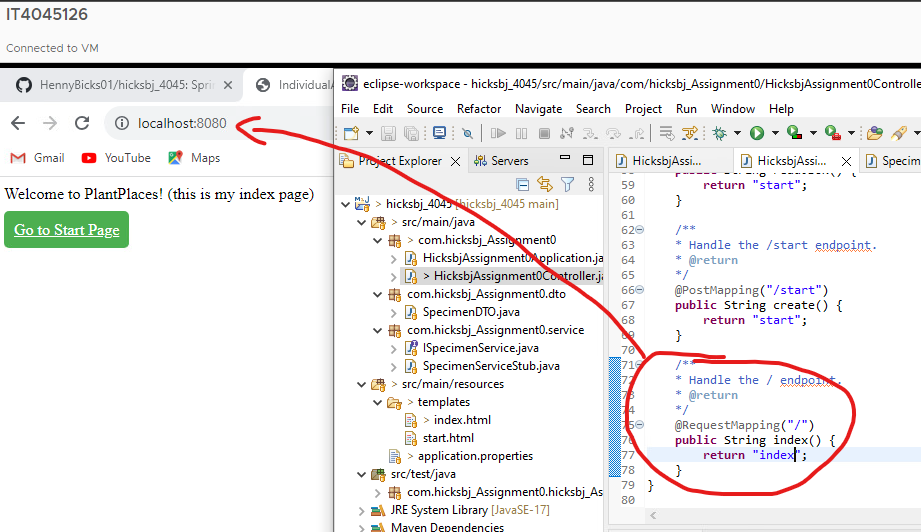 IT4045126
Connected to VM
HennyBicks01/hicksbj_4045: Sprin
IndividualA
localhost:8080
Gmail
YouTube
Maps
Welcome to PlantPlaces! (this is my index page)
Go to Start Page
eclipse-workspace - hicksbj_4045/src/main/java/com/hicksbj_Assignment0/HicksbjAssignment0Controller
File Edit Source Refactor Navigate Search Project Run Window Help
Project Explorer
Servers
> hicksbj_4045 [hicksbj_4045 main]
> src/main/java
> com.hicksbj_Assignment0
HicksbjAssignment0Application.ja
> HicksbjAssignment0Controller.ja
com.hicksbj_Assignment0.dto
SpecimenDTO.java
com.hicksbj_Assignment0.service
ISpecimenService.java
SpecimenServiceStub.java
> src/main/resources
> templates
> index.html
start.html
> application.properties
src/test/java
com.hicksbj_Assignment0.hicksbj_As
JRE System Library [JavaSE-17]
Maven Dependencies
HicksbjAssi...
HicksbjAssi...
Specim
59 return "start";
60 }
61
62 /**
63 * Handle the /start endpoint.
64 * @return
65 */
66 @PostMapping("/start")
67 public String create() {
68 return "start";
69 }
70
71 /**
72 * Handle the / endpoint.
73 * @return
74 */
75 @RequestMapping("/")
76 public String index() {
77 return "index";
78 }
79 }
80